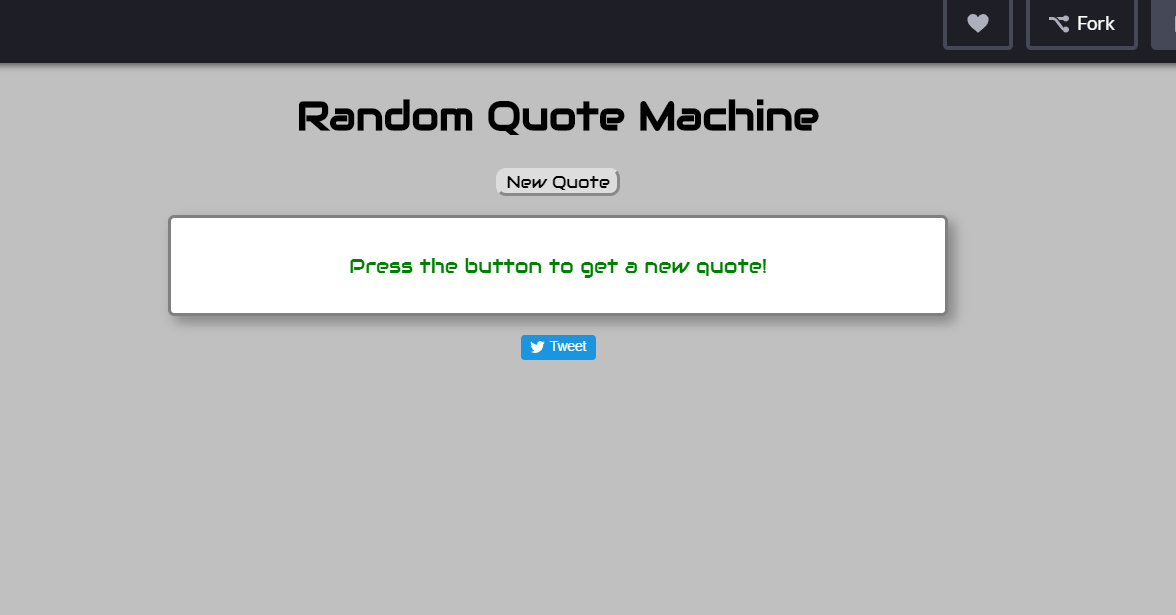 Fork
Random Quote Machine
New Quote
Press the button to get a new quote!
Tweet